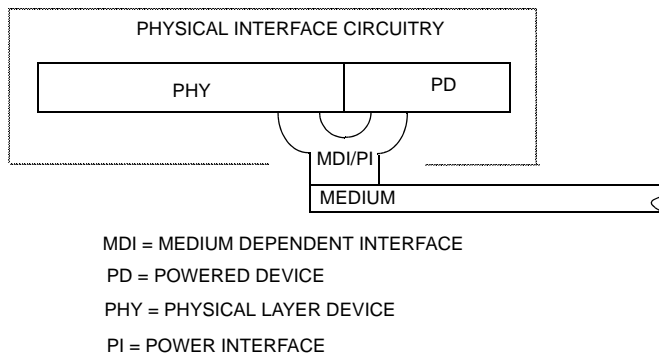 PHYSICAL INTERFACE CIRCUITRY
PHY
PD
MDI/PI
MEDIUM
MDI = MEDIUM DEPENDENT INTERFACE
PD = POWERED DEVICE
PHY = PHYSICAL LAYER DEVICE
PI = POWER INTERFACE